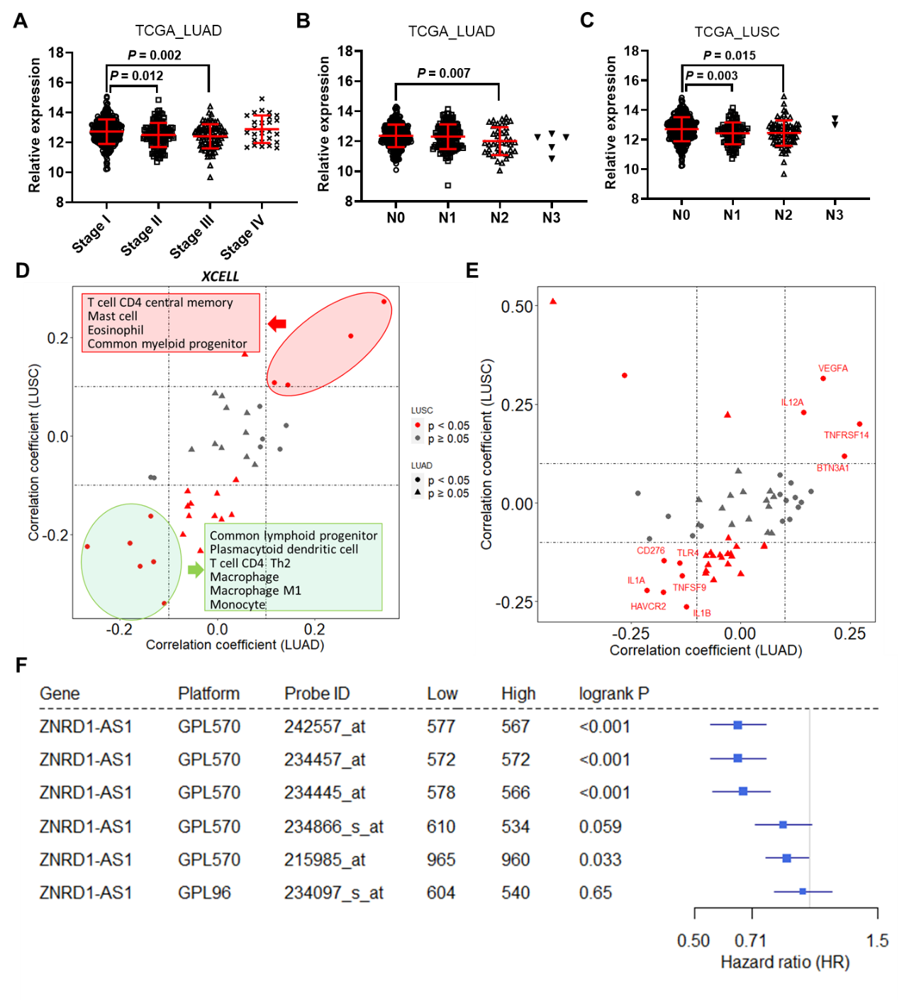 A
TCGA_LUAD
Relative expression
18
16
14
12
10
8
P = 0.002
P = 0.012
Stage I
Stage II
Stage III
Stage IV
B
TCGA_LUAD
Relative expression
18
16
14
12
10
8
P = 0.007
N0
N1
N2
N3
C
TCGA_LUSC
Relative expression
18
16
14
12
10
8
P = 0.015
P = 0.003
N0
N1
N2
N3
D
XCELL
Correlation coefficient (LUSC)
0.2
0.0
-0.2
T cell CD4 central memory
Mast cell
Eosinophil
Common myeloid progenitor
Common lymphoid progenitor
Plasmacytoid dendritic cell
T cell CD4 Th2
Macrophage
Macrophage M1
Monocyte
-0.2
0.0
0.2
Correlation coefficient (LUAD)
LUSC
p < 0.05
p ≥ 0.05
LUAD
p < 0.05
p ≥ 0.05
E
Correlation coefficient (LUSC)
0.50
0.25
0.00
-0.25
VEGFA
IL12A
TNFRSF14
BTN3A1
CD276
TLR4
IL1A
TNFSF9
HAVCR2
IL1B
-0.25
0.00
0.25
Correlation coefficient (LUAD)
F
Gene Platform Probe ID Low High logrank P
ZNRD1-AS1 GPL570 242557_at 577 567 <0.001
ZNRD1-AS1 GPL570 234457_at 572 572 <0.001
ZNRD1-AS1 GPL570 234445_at 578 566 <0.001
ZNRD1-AS1 GPL570 234866_s_at 610 534 0.059
ZNRD1-AS1 GPL570 215985_at 965 960 0.033
ZNRD1-AS1 GPL96 234097_s_at 604 540 0.65
0.50 0.71 1.5
Hazard ratio (HR)